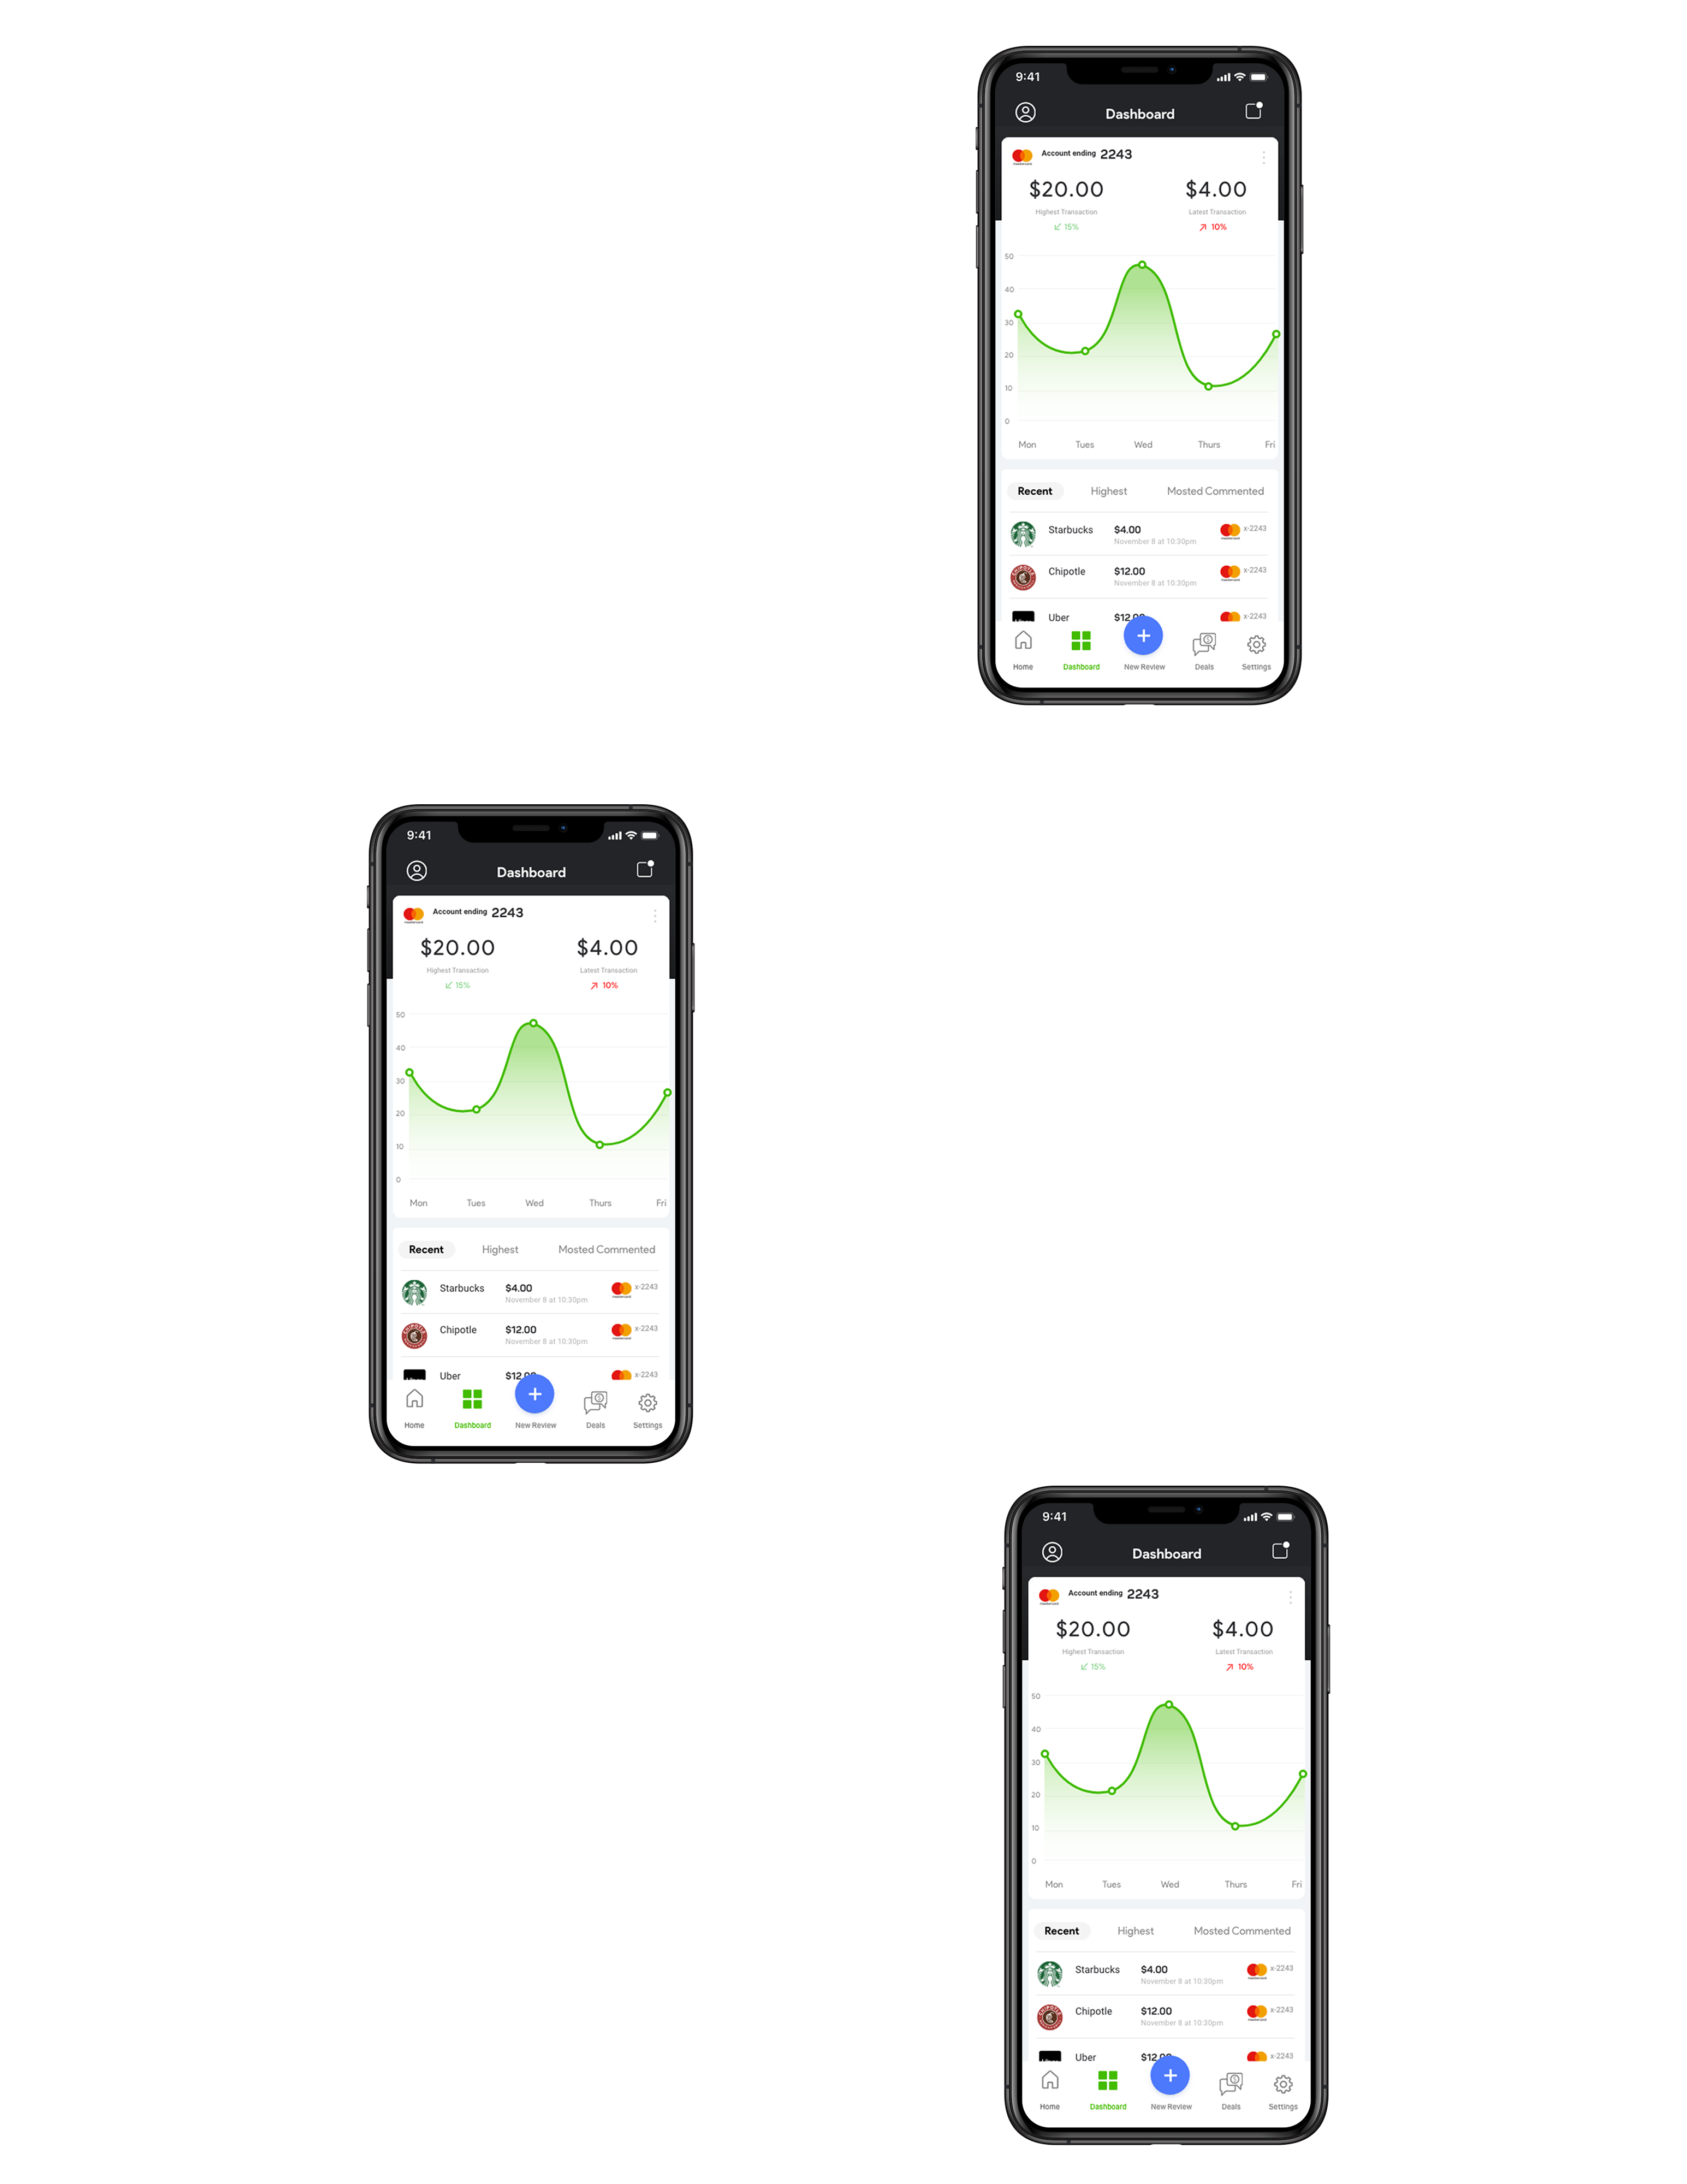 9:41
Dashboard
Account ending 2243
$20.00 $4.00
Highest Transaction Latest Transaction
15% 10%
50
40
30
20
10
0
Mon Tues Wed Thurs Fri
Recent Highest Mosted Commented
Starbucks $4.00 x-2243
November 8 at 10:30pm
Chipotle $12.00 x-2243
November 8 at 10:30pm
Uber $12.00 x-2243
Home Dashboard New Review Deals Settings
9:41
Dashboard
Account ending 2243
$20.00 $4.00
Highest Transaction Latest Transaction
15% 10%
50
40
30
20
10
0
Mon Tues Wed Thurs Fri
Recent Highest Mosted Commented
Starbucks $4.00 x-2243
November 8 at 10:30pm
Chipotle $12.00 x-2243
November 8 at 10:30pm
Uber $12.00 x-2243
Home Dashboard New Review Deals Settings
9:41
Dashboard
Account ending 2243
$20.00 $4.00
Highest Transaction Latest Transaction
15% 10%
50
40
30
20
10
0
Mon Tues Wed Thurs Fri
Recent Highest Mosted Commented
Starbucks $4.00 x-2243
November 8 at 10:30pm
Chipotle $12.00 x-2243
November 8 at 10:30pm
Uber $12.00 x-2243
Home Dashboard New Review Deals Settings